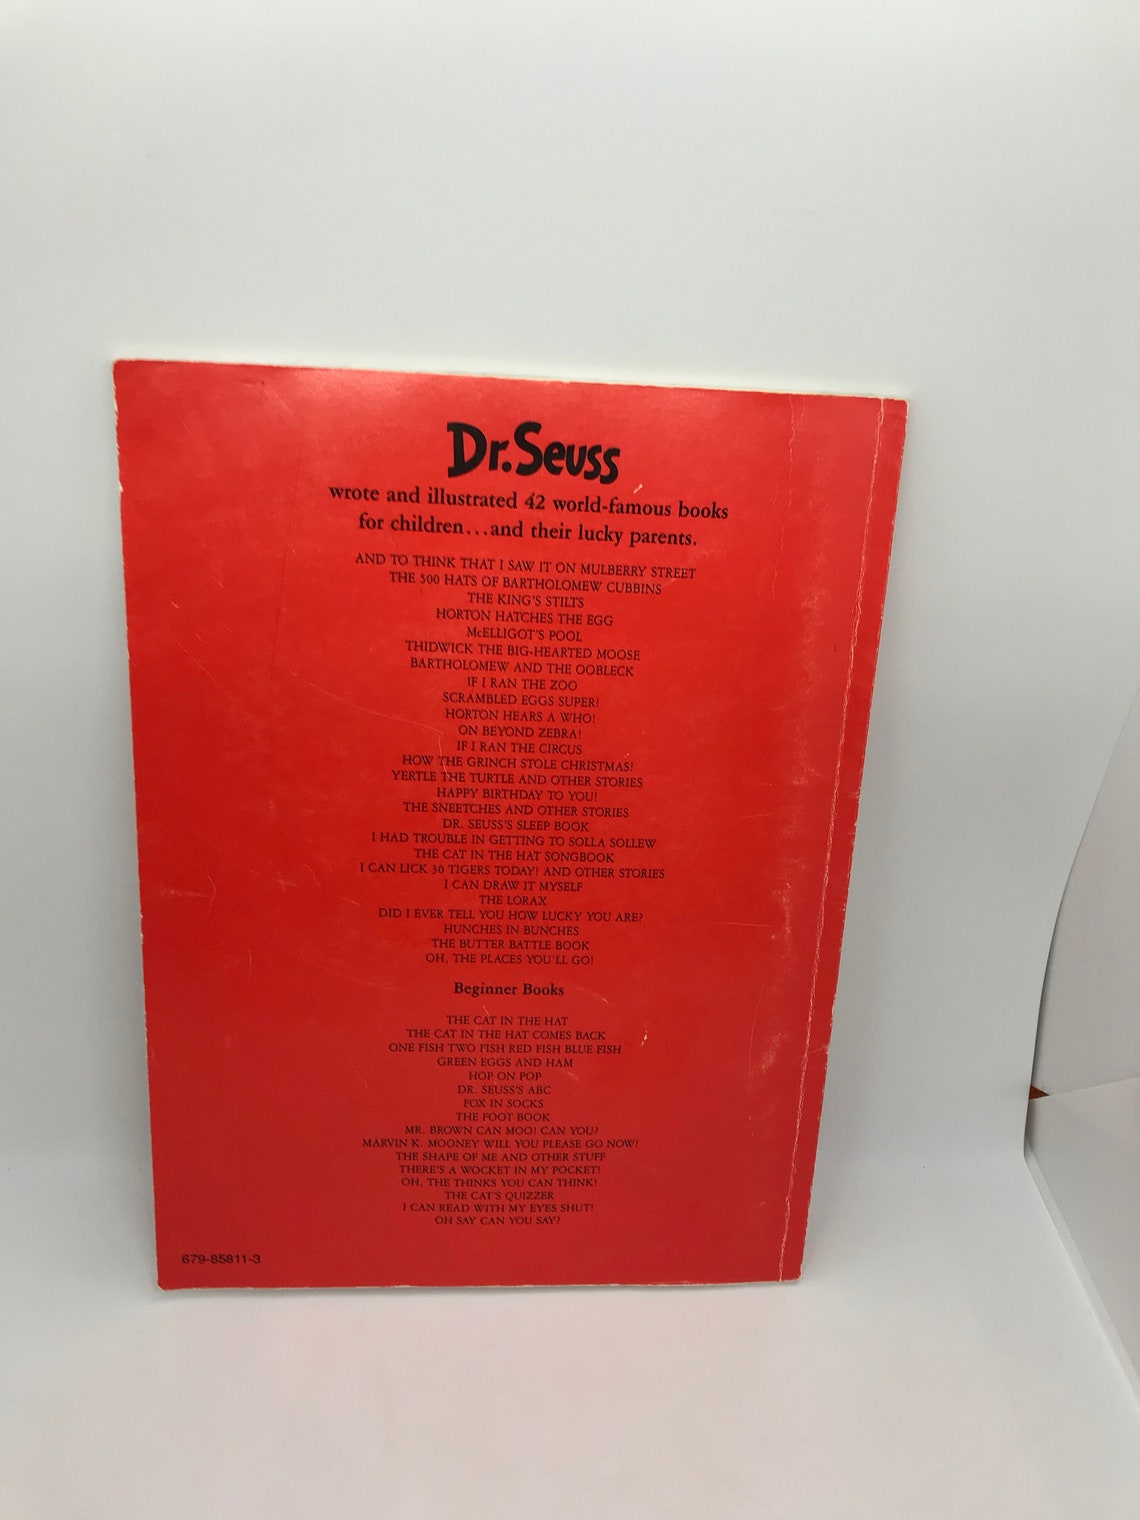 Dr. Seuss
wrote and illustrated 42 world-famous books
for children...and their lucky parents.
AND TO THINK THAT I SAW IT ON MULBERRY STREET
THE 500 HATS OF BARTHOLOMEW CUBBINS
THE KING'S STILTS
HORTON HATCHES THE EGG
McELLIGOT'S POOL
THIDWICK THE BIG-HEARTED MOOSE
BARTHOLOMEW AND THE OOBLECK
IF I RAN THE ZOO
SCRAMBLED EGGS SUPER!
HORTON HEARS A WHO!
ON BEYOND ZEBRA!
IF I RAN THE CIRCUS
HOW THE GRINCH STOLE CHRISTMAS!
YERTLE THE TURTLE AND OTHER STORIES
HAPPY BIRTHDAY TO YOU!
THE SNEETCHES AND OTHER STORIES
DR. SEUSS'S SLEEP BOOK
I HAD TROUBLE IN GETTING TO SOLLA SOLLEW
THE CAT IN THE HAT SONGBOOK
I CAN LICK 30 TIGERS TODAY! AND OTHER STORIES
I CAN DRAW IT MYSELF
THE LORAX
DID I EVER TELL YOU HOW LUCKY YOU ARE?
HUNCHES IN BUNCHES
THE BUTTER BATTLE BOOK
OH, THE PLACES YOU'LL GO!
Beginner Books
THE CAT IN THE HAT
THE CAT IN THE HAT COMES BACK
ONE FISH TWO FISH RED FISH BLUE FISH
GREEN EGGS AND HAM
HOP ON POP
DR. SEUSS'S ABC
FOX IN SOCKS
THE FOOT BOOK
MR. BROWN CAN MOO! CAN YOU?
MARVIN K. MOONEY WILL YOU PLEASE GO NOW!
THE SHAPE OF ME AND OTHER STUFF
THERE'S A WOCKET IN MY POCKET!
OH, THE THINKS YOU CAN THINK!
THE CAT'S QUIZZER
I CAN READ WITH MY EYES SHUT!
OH SAY CAN YOU SAY?
679-85811-3